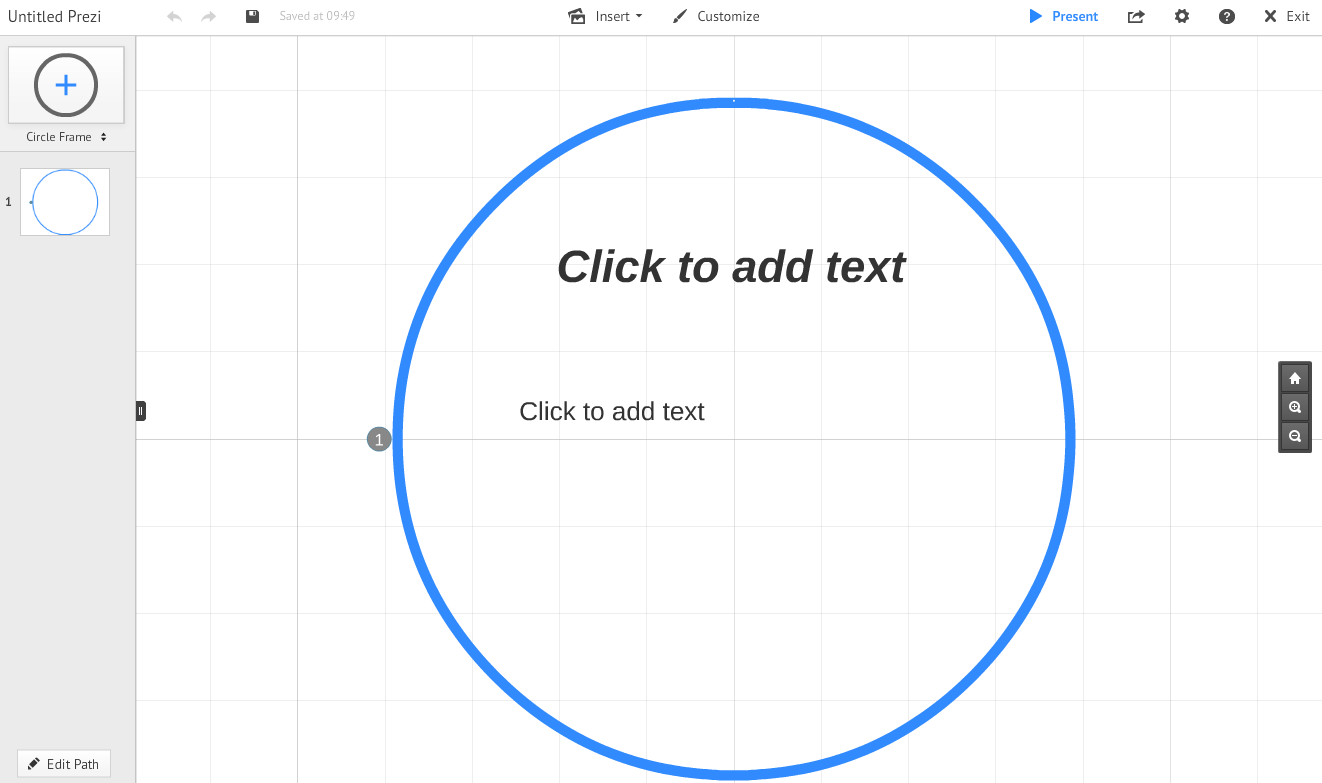 Untitled Prezi
Saved at 09:49
Insert
Customize
Present
Exit
Circle Frame
1
Click to add text
Click to add text
1
Edit Path